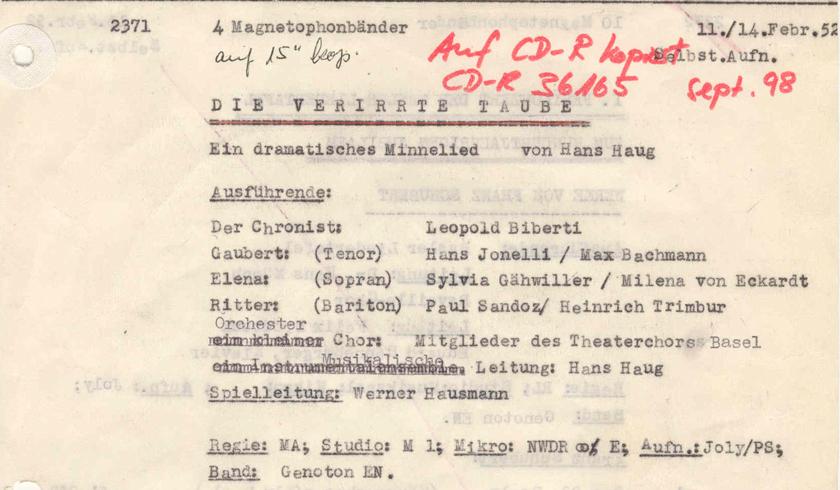 2371 4 Magnetophonbänder 11./14.Febr.52
auf 15" kop. Auf CD-R kopiert Selbst.Aufn.
CD-R 36165 sept. 98
DIE VERIRRTE TAUBE
Ein dramatisches Minnelied von Hans Haug
Ausführende:
Der Chronist: Leopold Biberti
Gaubert: (Tenor) Hans Jonelli / Max Bachmann
Elena: (Sopran) Sylvia Gähwiller / Milena von Eckardt
Ritter: (Bariton) Paul Sandoz/ Heinrich Trimbur
Orchester
ein kleiner Chor: Mitglieder des Theaterchors Basel
Musikalische
ein Instrumentalensemble. Leitung: Hans Haug
Spielleitung: Werner Hausmann
Regie: MA; Studio: M 1; Mikro: NWDR E; Aufn.:Joly/PS;
Band: Genoton EN.